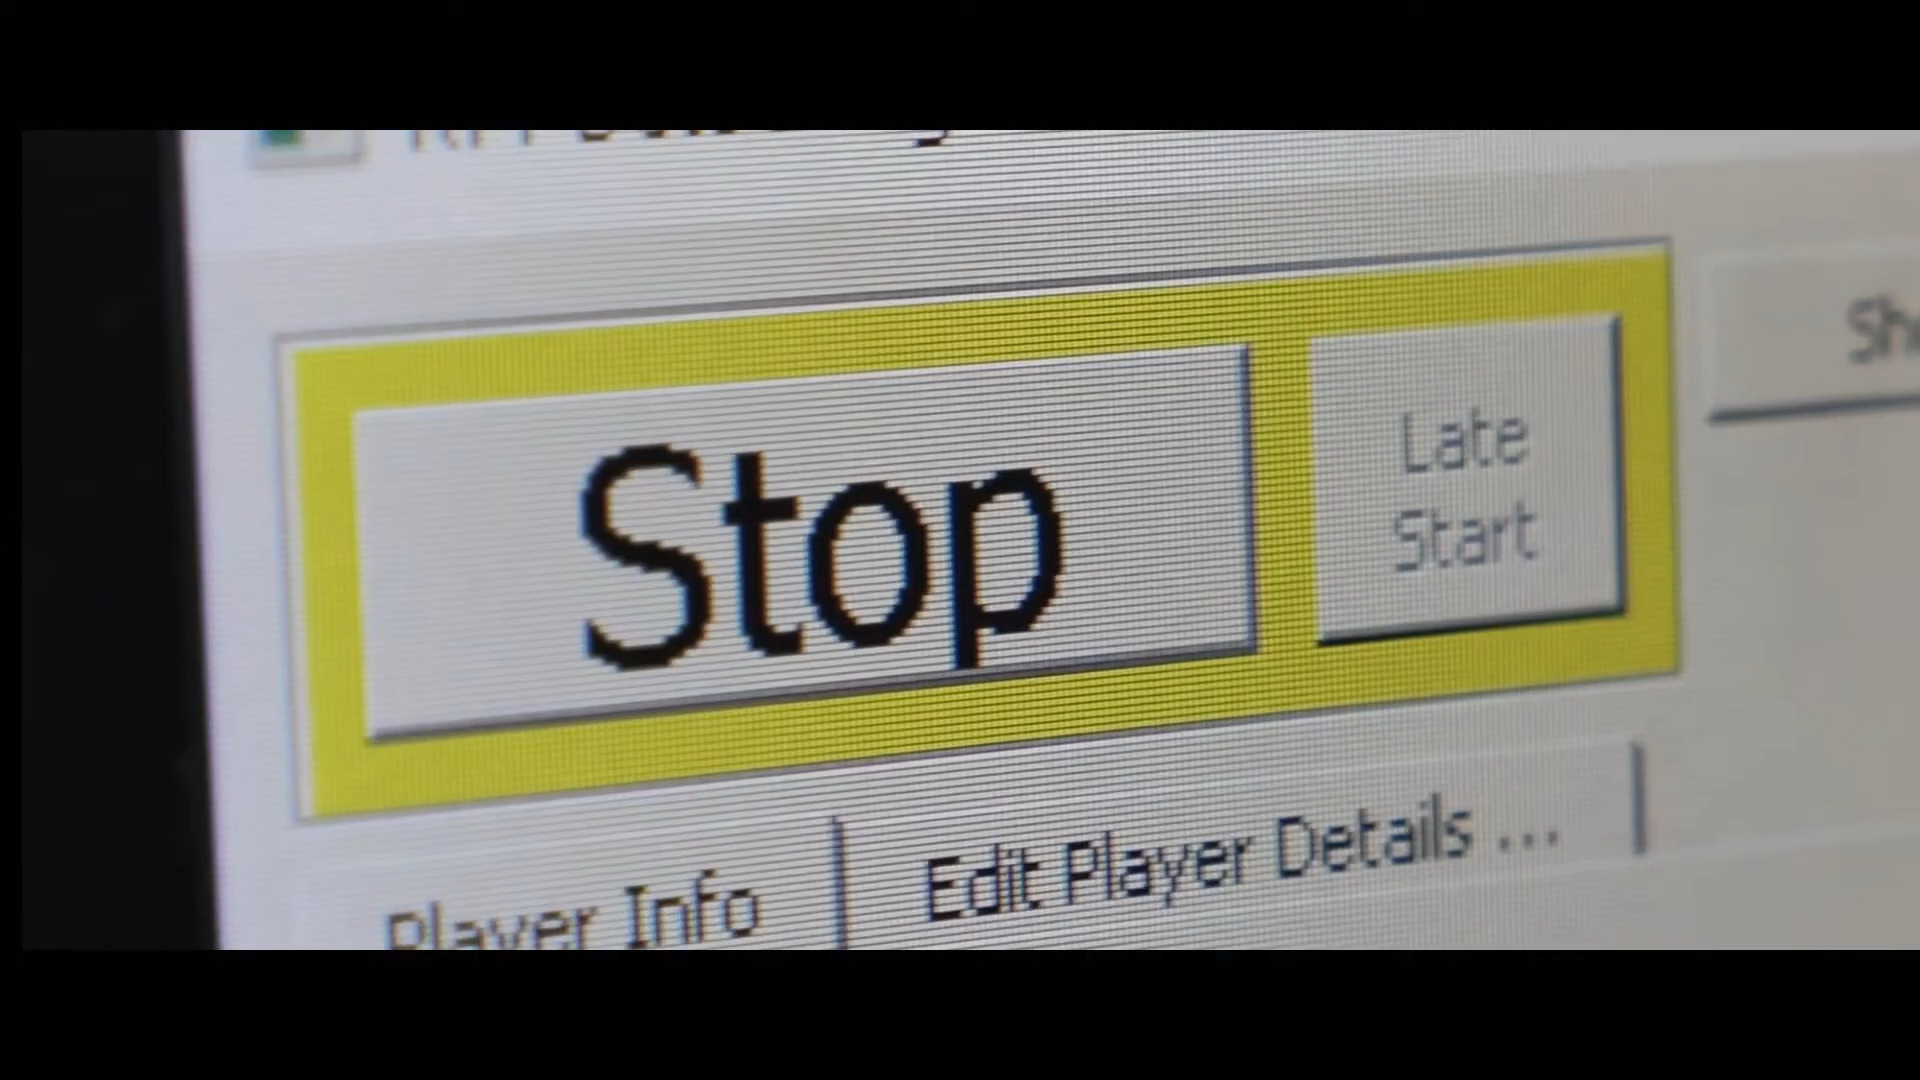 Stop
Late
Start
Player Info
Edit Player Details ...